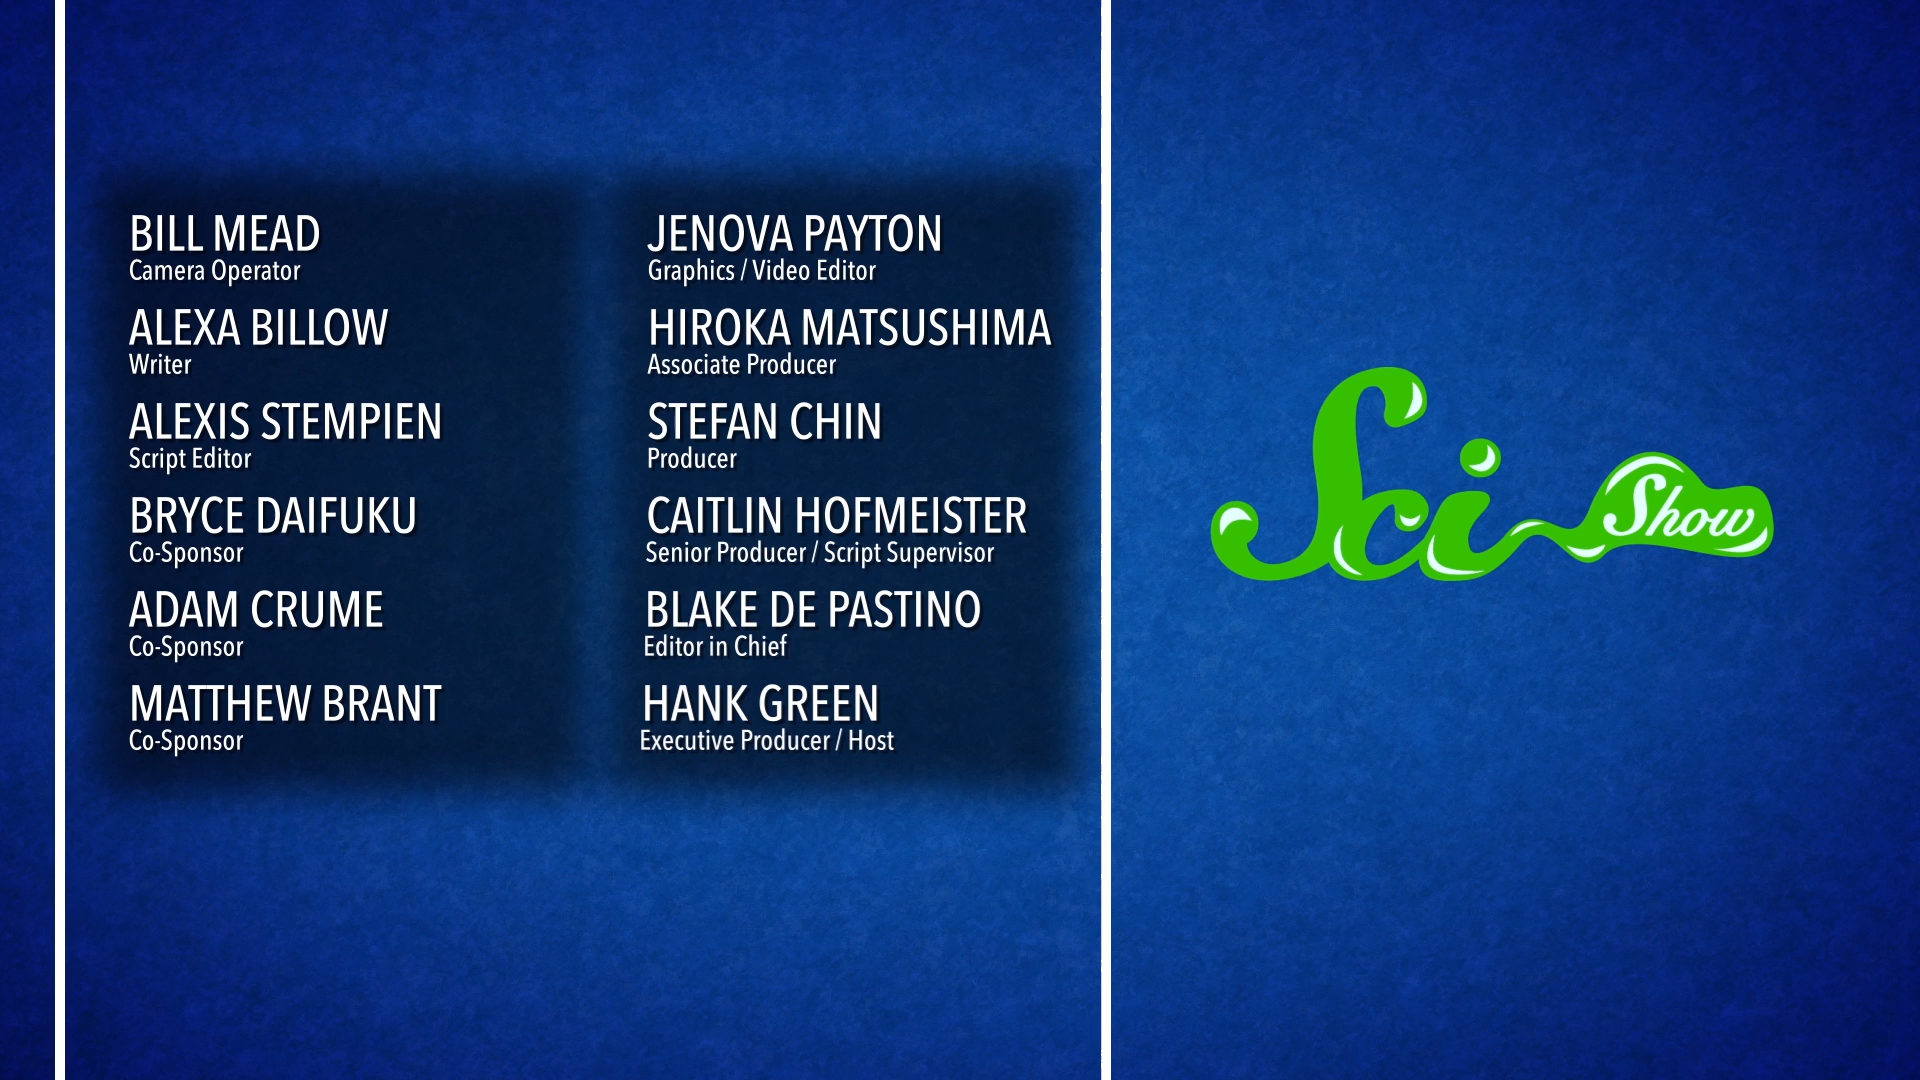 BILL MEAD
Camera Operator
ALEXA BILLOW
Writer
ALEXIS STEMPIEN
Script Editor
BRYCE DAIFUKU
Co-Sponsor
ADAM CRUME
Co-Sponsor
MATTHEW BRANT
Co-Sponsor
JENOVA PAYTON
Graphics / Video Editor
HIROKA MATSUSHIMA
Associate Producer
STEFAN CHIN
Producer
CAITLIN HOFMEISTER
Senior Producer / Script Supervisor
BLAKE DE PASTINO
Editor in Chief
HANK GREEN
Executive Producer / Host
Sci Show